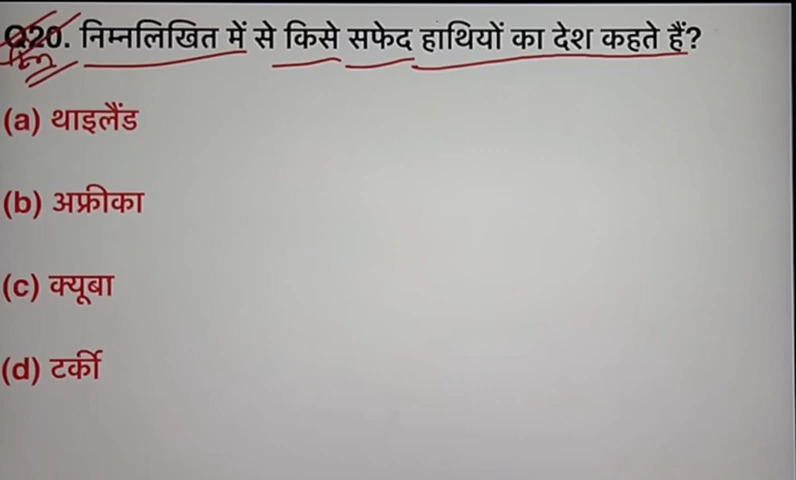 Q20. निम्नलिखित में से किसे सफेद हाथियों का देश कहते हैं?
(a) थाइलैंड
(b) अफ्रीका
(c) क्यूबा
(d) टर्की